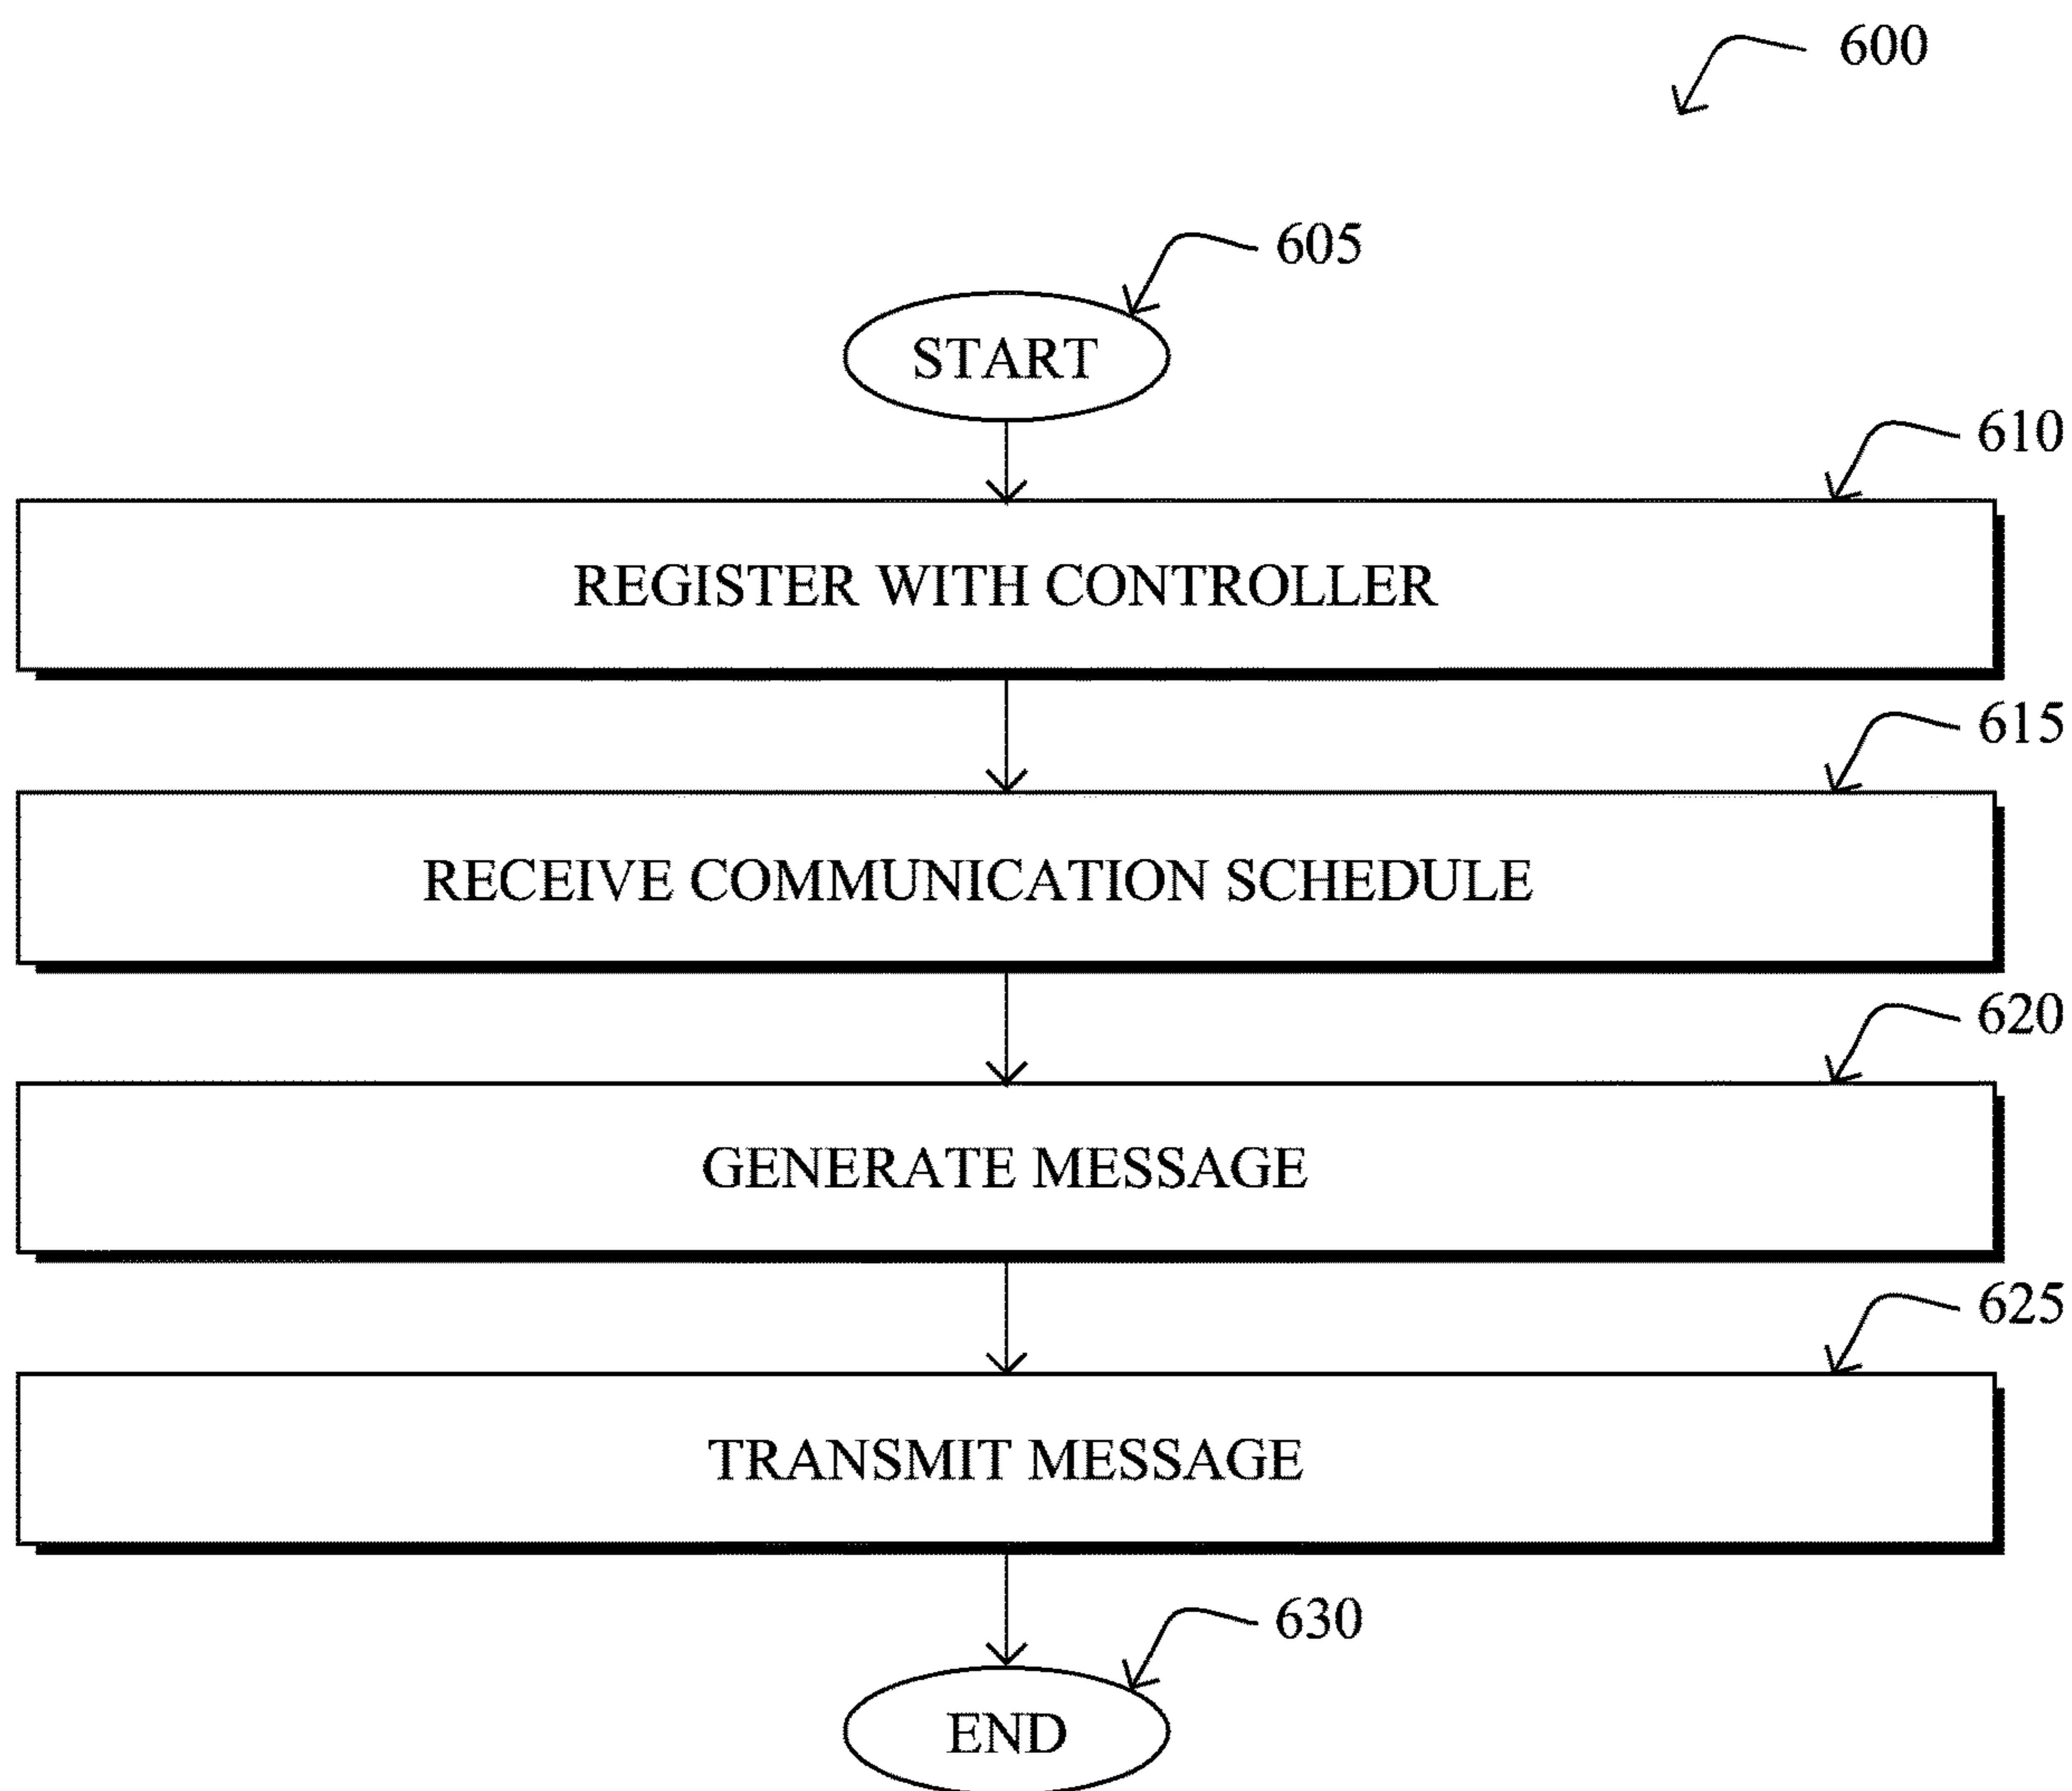 600
605
START
610
REGISTER WITH CONTROLLER
615
RECEIVE COMMUNICATION SCHEDULE
620
GENERATE MESSAGE
625
TRANSMIT MESSAGE
630
END